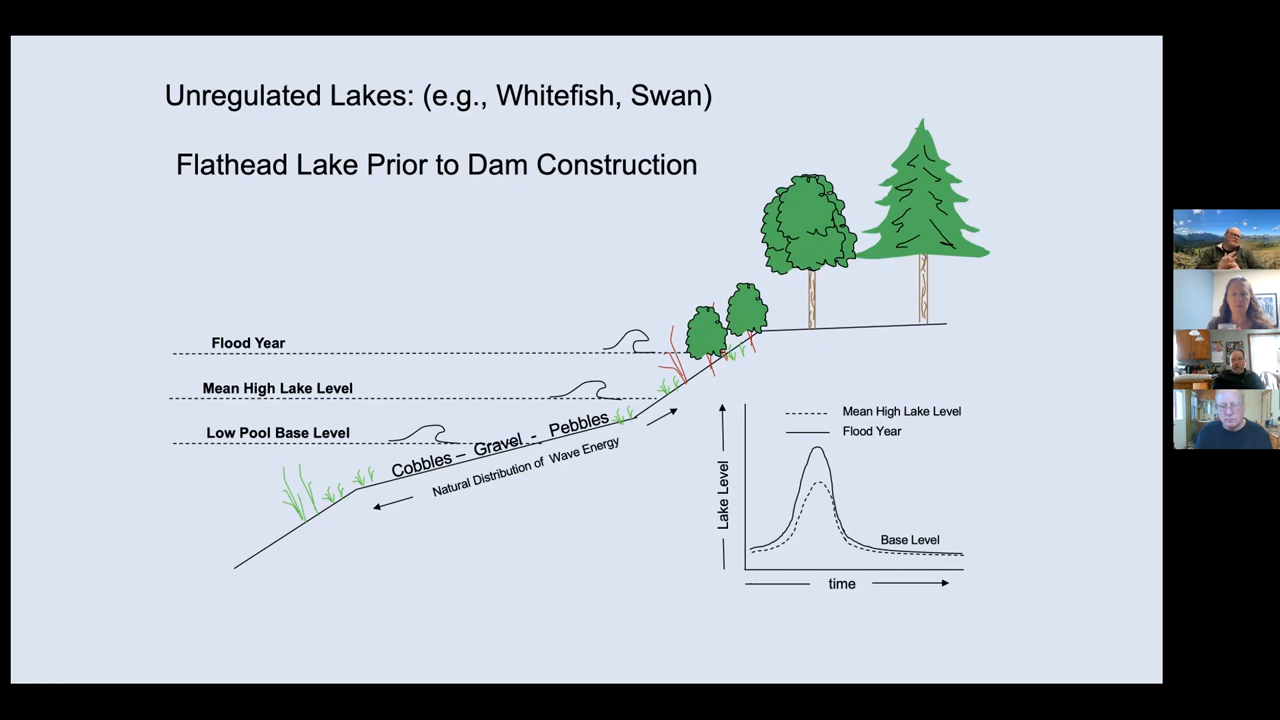 Unregulated Lakes: (e.g., Whitefish, Swan)
Flathead Lake Prior to Dam Construction
Flood Year
Mean High Lake Level
Low Pool Base Level
Cobbles – Gravel - Pebbles
Natural Distribution of Wave Energy
Mean High Lake Level
Flood Year
Lake Level
Base Level
time